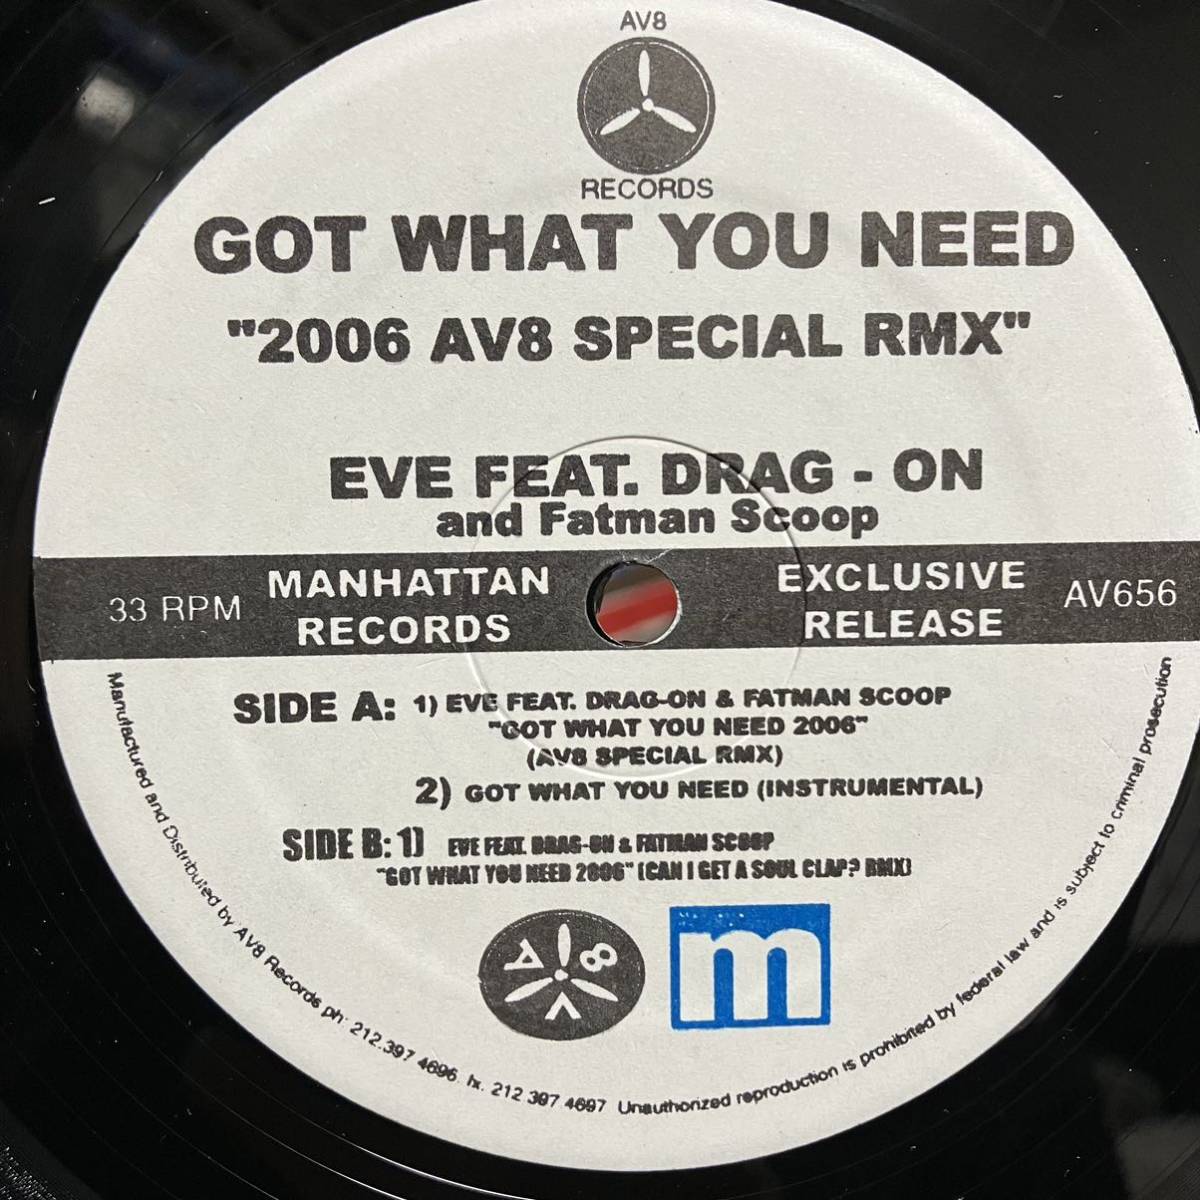 AV8
RECORDS
GOT WHAT YOU NEED
"2006 AV8 SPECIAL RMX"
EVE FEAT. DRAG - ON
and Fatman Scoop
33 RPM
MANHATTAN
RECORDS
EXCLUSIVE
RELEASE
AV656
SIDE A: 1) EVE FEAT. DRAG-ON & FATMAN SCOOP
"GOT WHAT YOU NEED 2006"
(AV8 SPECIAL RMX)
2) GOT WHAT YOU NEED (INSTRUMENTAL)
SIDE B: 1) EVE FEAT. DRAG-ON & FATMAN SCOOP
"GOT WHAT YOU NEED 2006" (CAN I GET A SOUL CLAP? RMX)
A V 8
m
Manufactured and Distributed by AV8 Records ph: 212.397 4696 fx. 212 397 4697 Unauthorized reproduction is prohibited by federal law and is subject to criminal prosecution